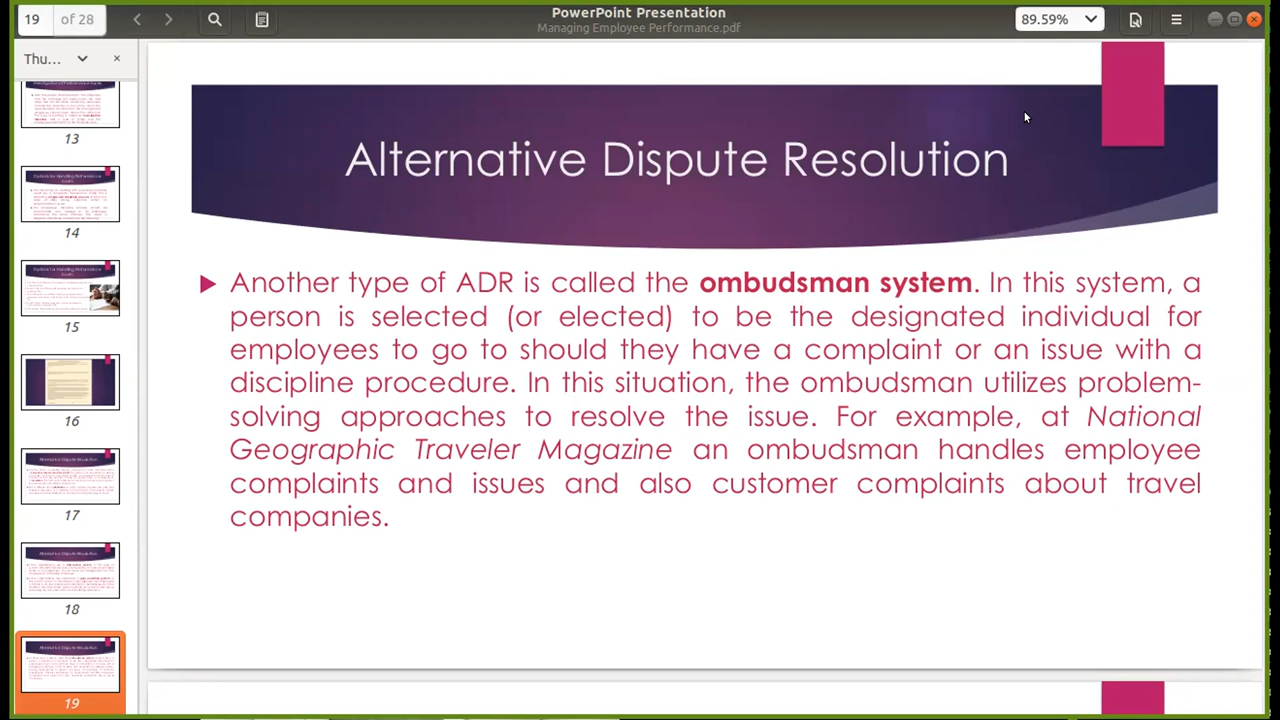 19 of 28
PowerPoint Presentation
Managing Employee Performance.pdf
89.59%
Thu...
13
14
15
16
17
18
19
Alternative Dispute Resolution
Another type of ADR is called the ombudsman system. In this system, a
person is selected (or elected) to be the designated individual for
employees to go to should they have a complaint or an issue with a
discipline procedure. In this situation, the ombudsman utilizes problem-
solving approaches to resolve the issue. For example, at National
Geographic Traveler Magazine an ombudsman handles employee
complaints and issues and also customer complaints about travel
companies.